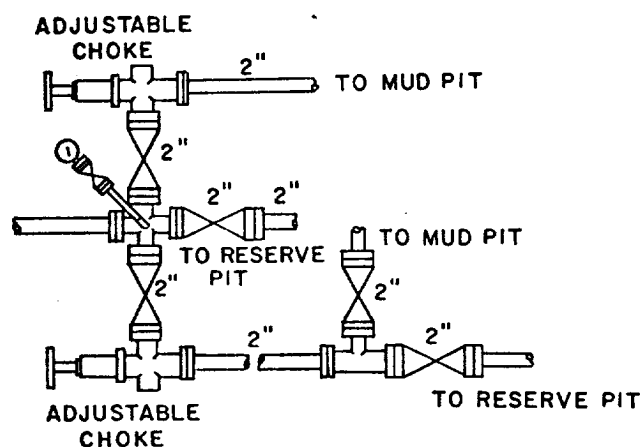 ADJUSTABLE
CHOKE
2"
TO MUD PIT
2"
2"
2"
TO RESERVE
PIT
TO MUD PIT
2"
2"
2"
2"
TO RESERVE PIT
ADJUSTABLE
CHOKE